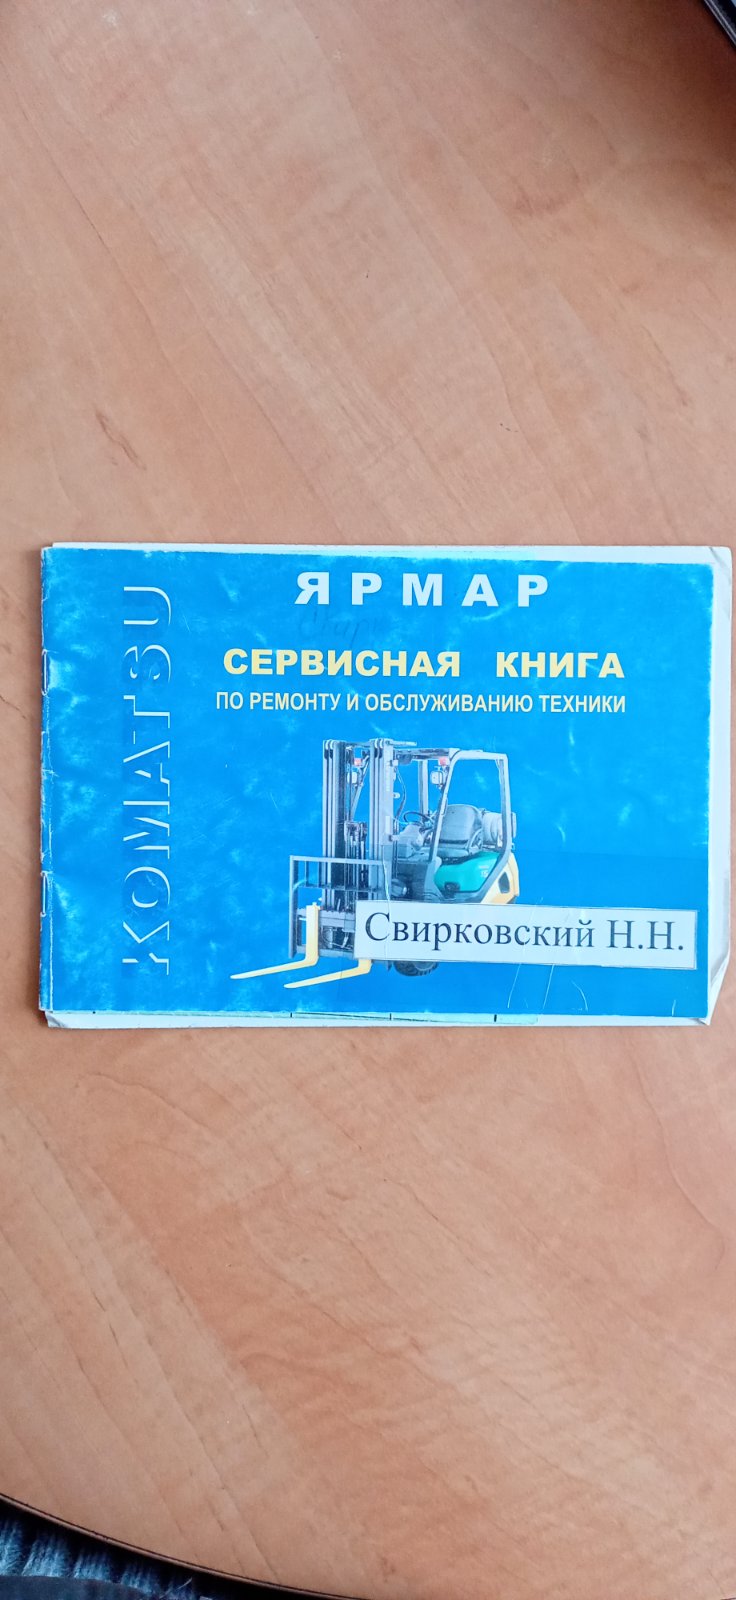 ЯРМАР
СЕРВИСНАЯ КНИГА
ПО РЕМОНТУ И ОБСЛУЖИВАНИЮ ТЕХНИКИ
KOMATSU
Свирковский Н.Н.